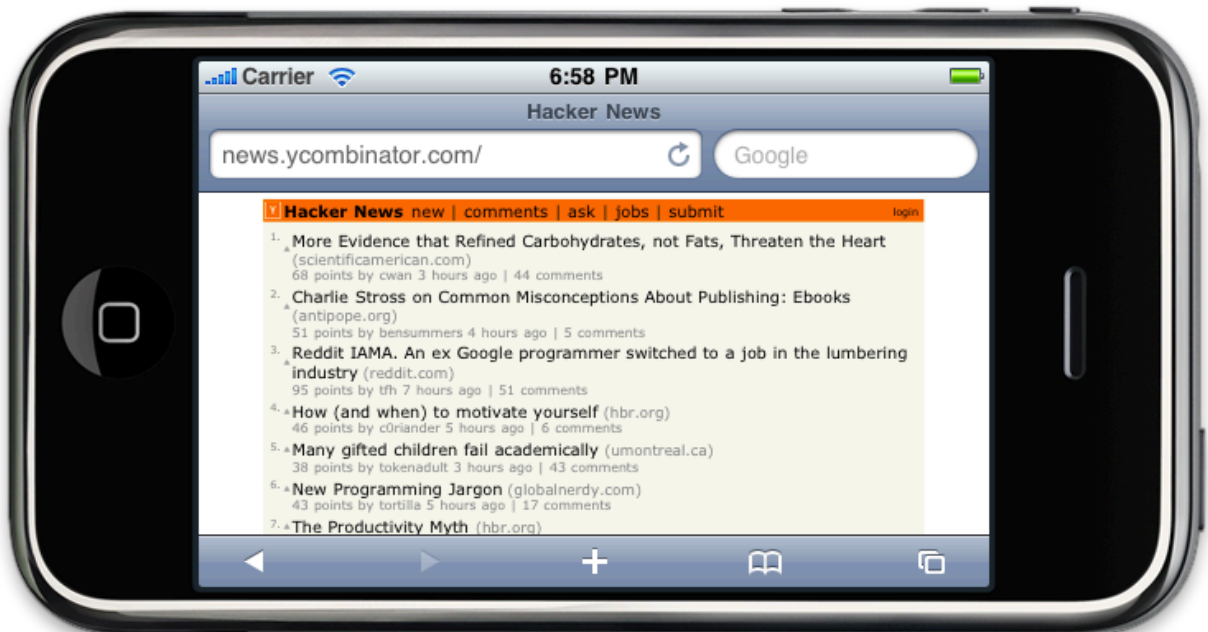 Carrier 6:58 PM
Hacker News
news.ycombinator.com/ Google
Y Hacker News new | comments | ask | jobs | submit login
1. More Evidence that Refined Carbohydrates, not Fats, Threaten the Heart
(scientificamerican.com)
68 points by cwan 3 hours ago | 44 comments
2. Charlie Stross on Common Misconceptions About Publishing: Ebooks
(antipope.org)
51 points by bensummers 4 hours ago | 5 comments
3. Reddit IAMA. An ex Google programmer switched to a job in the lumbering
industry (reddit.com)
95 points by tfh 7 hours ago | 51 comments
4. How (and when) to motivate yourself (hbr.org)
46 points by c0riander 5 hours ago | 6 comments
5. Many gifted children fail academically (umontreal.ca)
38 points by tokenadult 3 hours ago | 43 comments
6. New Programming Jargon (globalnerdy.com)
43 points by tortilla 5 hours ago | 17 comments
7. The Productivity Myth (hbr.org)